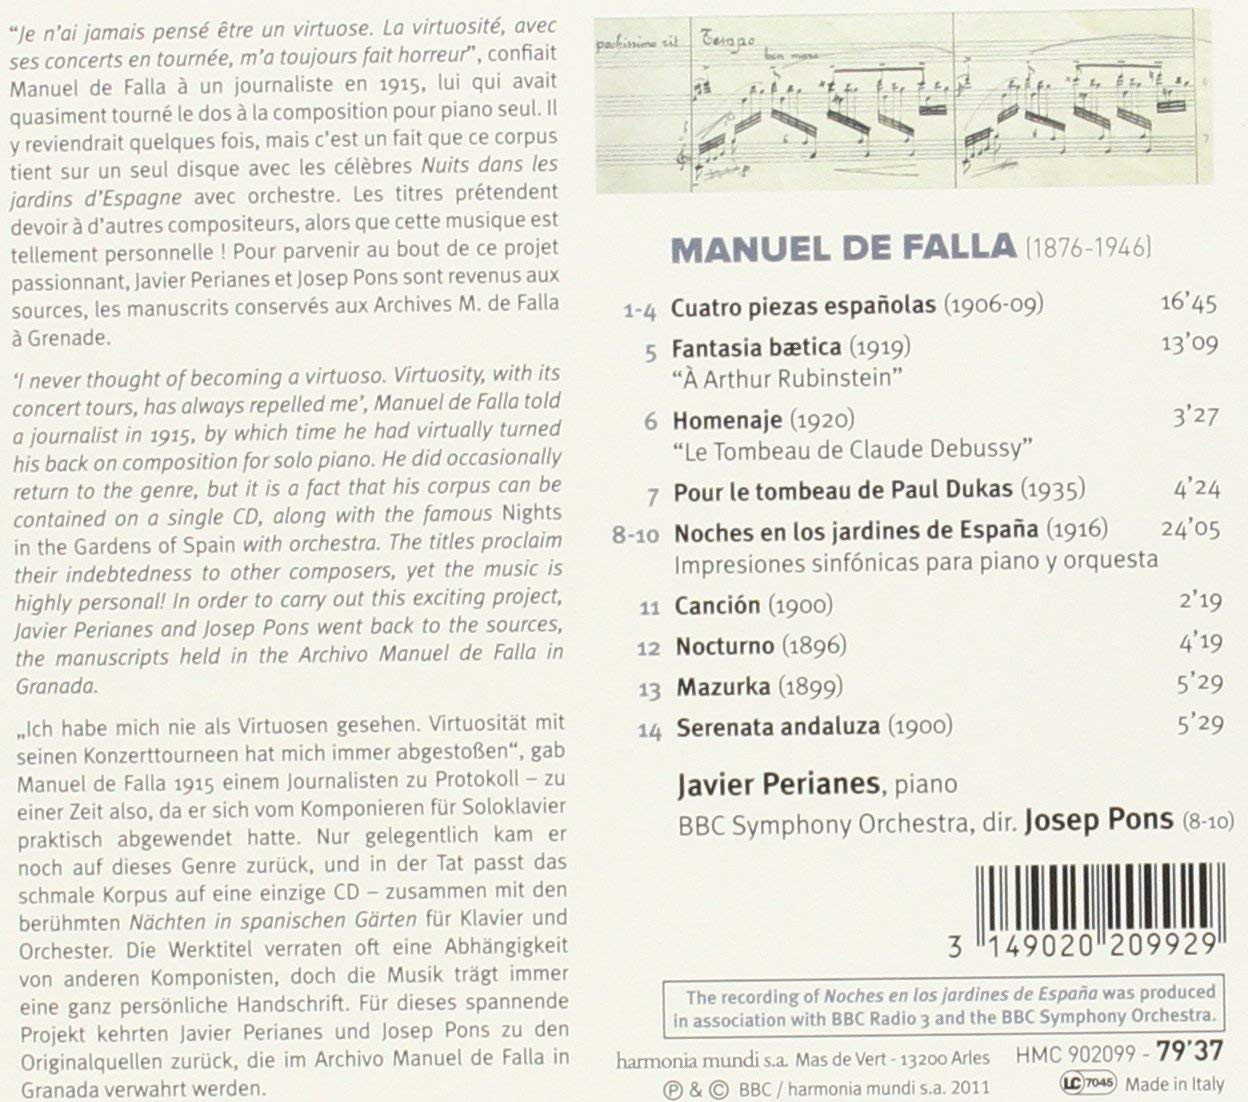 “Je n’ai jamais pensé être un virtuose. La virtuosité, avec
ses concerts en tournée, m’a toujours fait horreur”, confiait
Manuel de Falla à un journaliste en 1915, lui qui avait
quasiment tourné le dos à la composition pour piano seul. Il
y reviendrait quelques fois, mais c’est un fait que ce corpus
tient sur un seul disque avec les célèbres Nuits dans les
jardins d’Espagne avec orchestre. Les titres prétendent
devoir à d’autres compositeurs, alors que cette musique est
tellement personnelle ! Pour parvenir au bout de ce projet
passionnant, Javier Perianes et Josep Pons sont revenus aux
sources, les manuscrits conservés aux Archives M. de Falla
à Grenade.
‘I never thought of becoming a virtuoso. Virtuosity, with its
concert tours, has always repelled me’, Manuel de Falla told
a journalist in 1915, by which time he had virtually turned
his back on composition for solo piano. He did occasionally
return to the genre, but it is a fact that his corpus can be
contained on a single CD, along with the famous Nights
in the Gardens of Spain with orchestra. The titles proclaim
their indebtedness to other composers, yet the music is
highly personal! In order to carry out this exciting project,
Javier Perianes and Josep Pons went back to the sources,
the manuscripts held in the Archivo Manuel de Falla in
Granada.
„Ich habe mich nie als Virtuosen gesehen. Virtuosität mit
seinen Konzerttourneen hat mich immer abgestoßen“, gab
Manuel de Falla 1915 einem Journalisten zu Protokoll – zu
einer Zeit also, da er sich vom Komponieren für Soloklavier
praktisch abgewendet hatte. Nur gelegentlich kam er
noch auf dieses Genre zurück, und in der Tat passt das
schmale Korpus auf eine einzige CD – zusammen mit den
berühmten Nächten in spanischen Gärten für Klavier und
Orchester. Die Werktitel verraten oft eine Abhängigkeit
von anderen Komponisten, doch die Musik trägt immer
eine ganz persönliche Handschrift. Für dieses spannende
Projekt kehrten Javier Perianes und Josep Pons zu den
Originalquellen zurück, die im Archivo Manuel de Falla in
Granada verwahrt werden.
rit Tempo
MANUEL DE FALLA (1876-1946)
1-4 Cuatro piezas españolas (1906-09) 16’45
5 Fantasia bætica (1919) 13’09
“À Arthur Rubinstein”
6 Homenaje (1920) 3’27
“Le Tombeau de Claude Debussy”
7 Pour le tombeau de Paul Dukas (1935) 4’24
8-10 Noches en los jardines de España (1916) 24’05
Impresiones sinfónicas para piano y orquesta
11 Canción (1900) 2’19
12 Nocturno (1896) 4’19
13 Mazurka (1899) 5’29
14 Serenata andaluza (1900) 5’29
Javier Perianes, piano
BBC Symphony Orchestra, dir. Josep Pons (8-10)
3 149020 209929
The recording of Noches en los jardines de España was produced
in association with BBC Radio 3 and the BBC Symphony Orchestra.
harmonia mundi s.a. Mas de Vert - 13200 Arles HMC 902099 - 79’37
℗ & © BBC / harmonia mundi s.a. 2011 LC 7045 Made in Italy